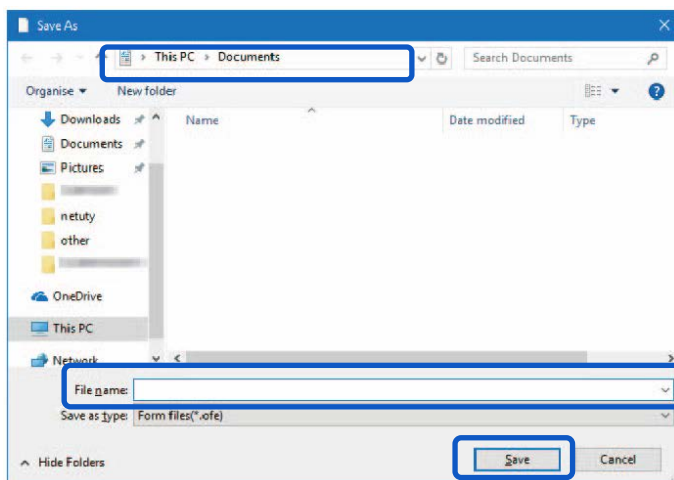 Save As
This PC > Documents
Search Documents
Organise
New folder
Downloads
Name
Date modified
Type
Documents
Pictures
netuty
other
OneDrive
This PC
Network
File name:
Save as type: Form files(*.ofe)
Hide Folders
Save
Cancel